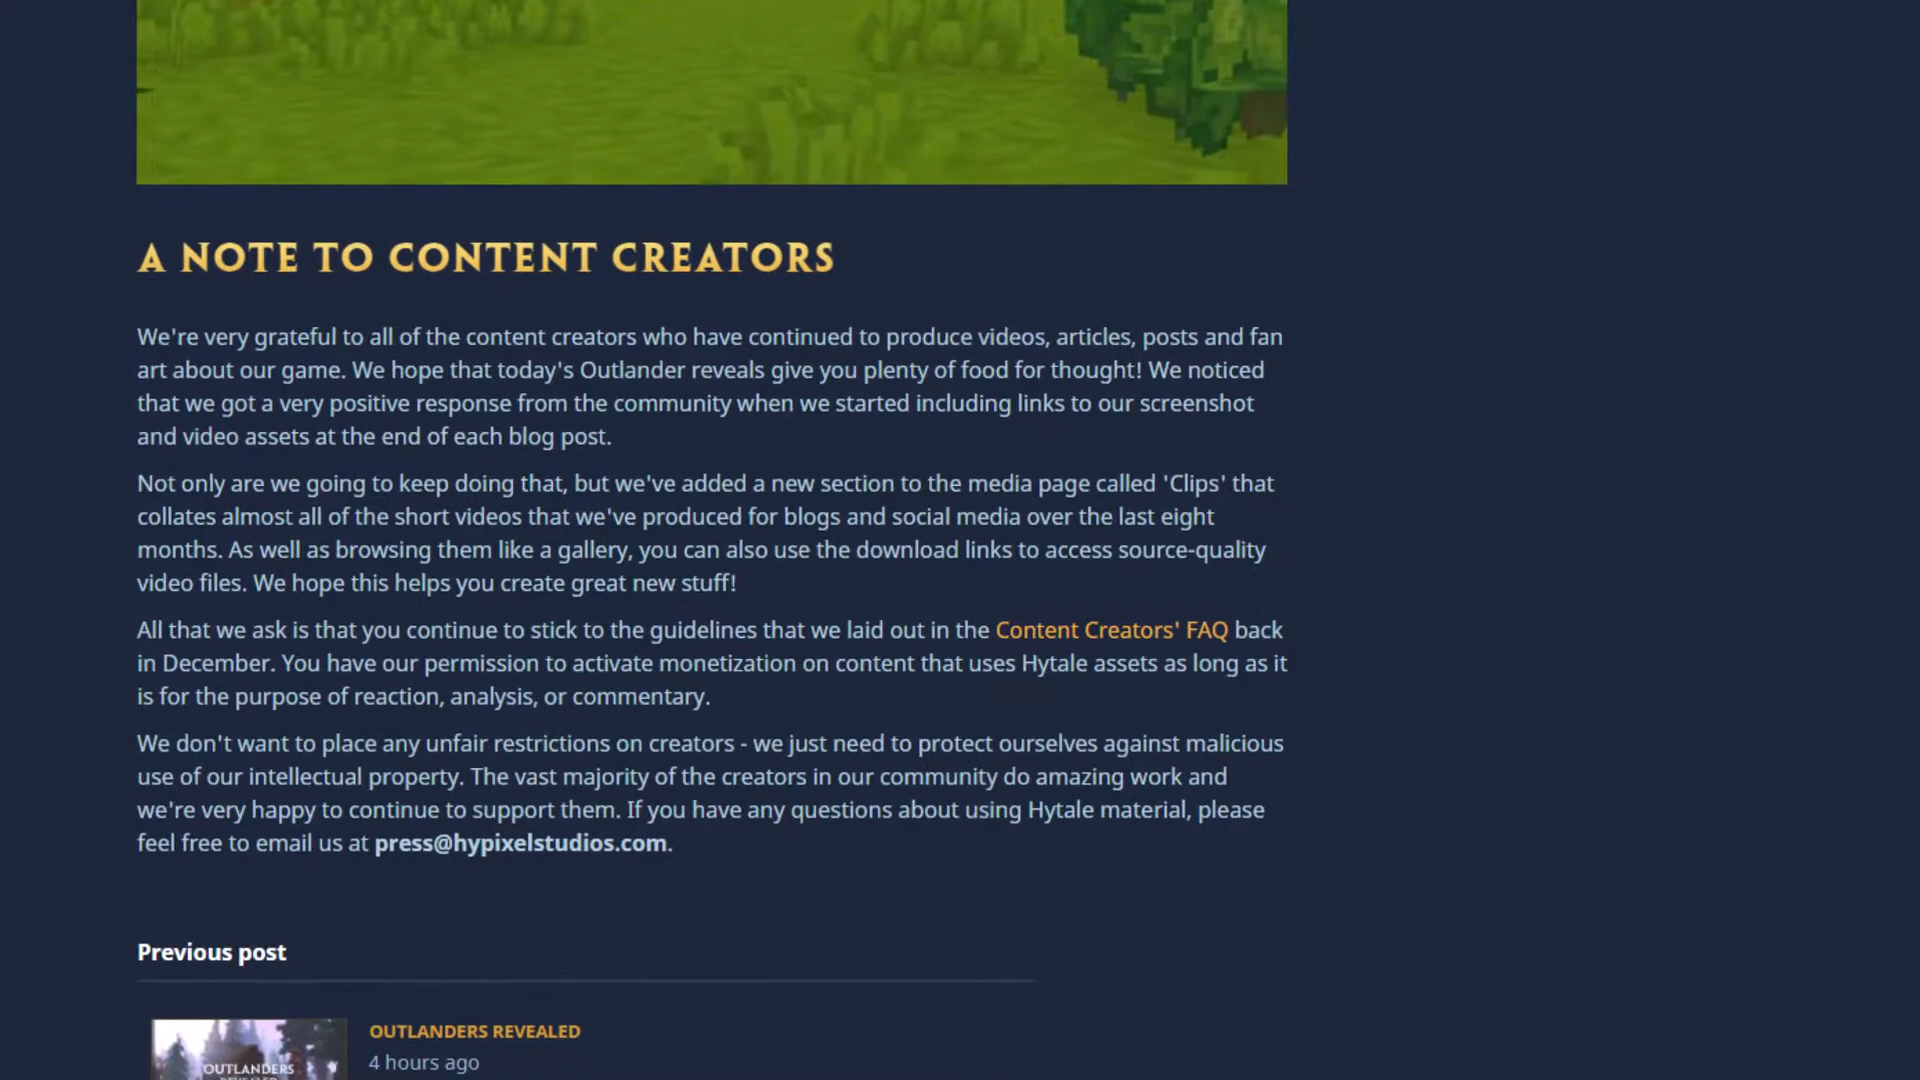 A NOTE TO CONTENT CREATORS
We're very grateful to all of the content creators who have continued to produce videos, articles, posts and fan
art about our game. We hope that today's Outlander reveals give you plenty of food for thought! We noticed
that we got a very positive response from the community when we started including links to our screenshot
and video assets at the end of each blog post.
Not only are we going to keep doing that, but we've added a new section to the media page called 'Clips' that
collates almost all of the short videos that we've produced for blogs and social media over the last eight
months. As well as browsing them like a gallery, you can also use the download links to access source-quality
video files. We hope this helps you create great new stuff!
All that we ask is that you continue to stick to the guidelines that we laid out in the Content Creators' FAQ back
in December. You have our permission to activate monetization on content that uses Hytale assets as long as it
is for the purpose of reaction, analysis, or commentary.
We don't want to place any unfair restrictions on creators - we just need to protect ourselves against malicious
use of our intellectual property. The vast majority of the creators in our community do amazing work and
we're very happy to continue to support them. If you have any questions about using Hytale material, please
feel free to email us at press@hypixelstudios.com.
Previous post
OUTLANDERS REVEALED
4 hours ago
OUTLANDERS
REVEALED